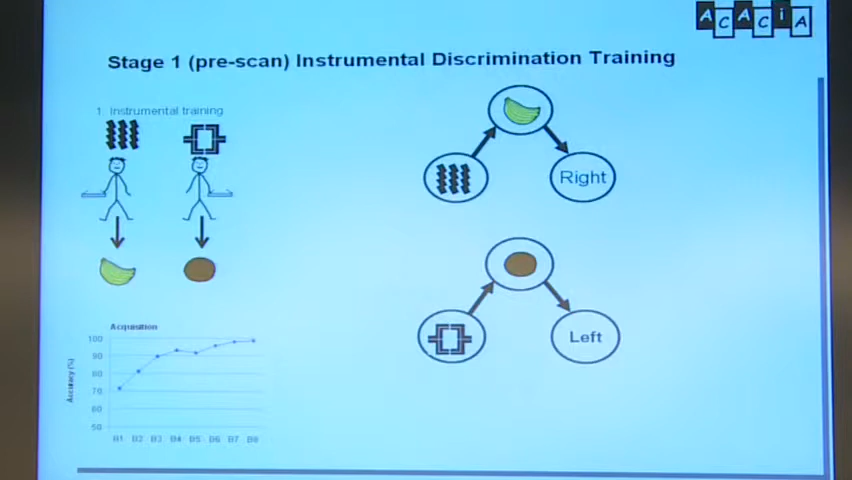 ACACiA
Stage 1 (pre-scan) Instrumental Discrimination Training
1. Instrumental training
Right
Left
Acquisition
Accuracy (%)
100
90
80
70
60
50
B1 B2 B3 B4 B5 B6 B7 B8